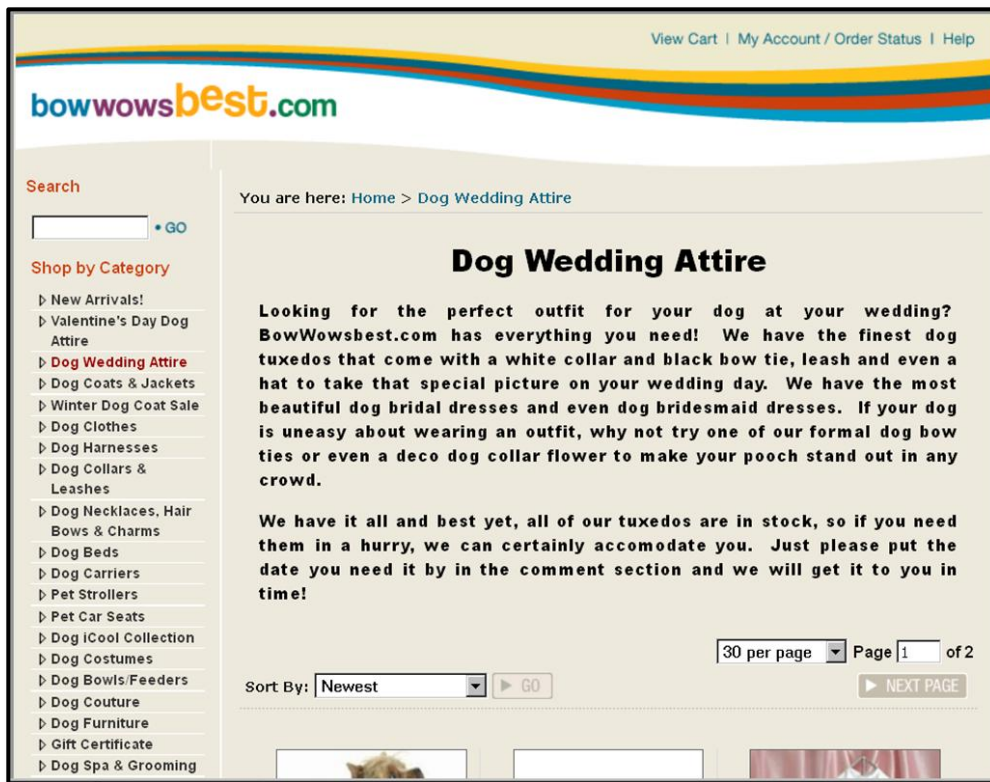 View Cart | My Account / Order Status | Help
bowwowsbest.com
Search
GO
Shop by Category
New Arrivals!
Valentine's Day Dog
Attire
Dog Wedding Attire
Dog Coats & Jackets
Winter Dog Coat Sale
Dog Clothes
Dog Harnesses
Dog Collars &
Leashes
Dog Necklaces, Hair
Bows & Charms
Dog Beds
Dog Carriers
Pet Strollers
Pet Car Seats
Dog iCool Collection
Dog Costumes
Dog Bowls/Feeders
Dog Couture
Dog Furniture
Gift Certificate
Dog Spa & Grooming
You are here: Home > Dog Wedding Attire
Dog Wedding Attire
Looking for the perfect outfit for your dog at your wedding?
BowWowsbest.com has everything you need! We have the finest dog
tuxedos that come with a white collar and black bow tie, leash and even a
hat to take that special picture on your wedding day. We have the most
beautiful dog bridal dresses and even dog bridesmaid dresses. If your dog
is uneasy about wearing an outfit, why not try one of our formal dog bow
ties or even a deco dog collar flower to make your pooch stand out in any
crowd.
We have it all and best yet, all of our tuxedos are in stock, so if you need
them in a hurry, we can certainly accomodate you. Just please put the
date you need it by in the comment section and we will get it to you in
time!
30 per page Page 1 of 2
Sort By: Newest GO NEXT PAGE